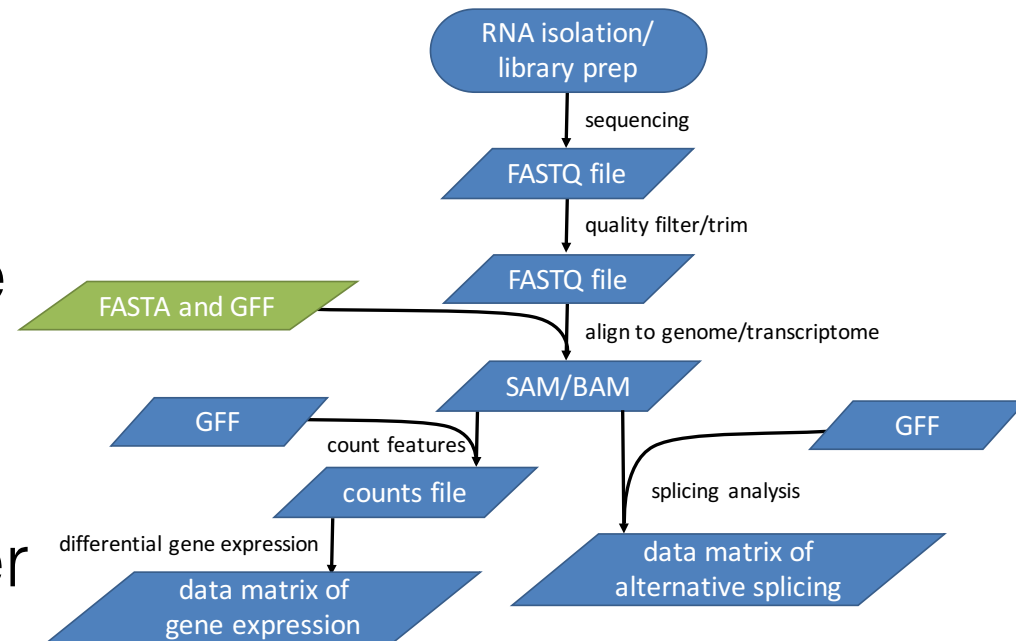 RNA isolation/
library prep
sequencing
FASTQ file
quality filter/trim
FASTQ file
FASTA and GFF
align to genome/transcriptome
SAM/BAM
GFF
GFF
count features
counts file
splicing analysis
differential gene expression
data matrix of
gene expression
data matrix of
alternative splicing